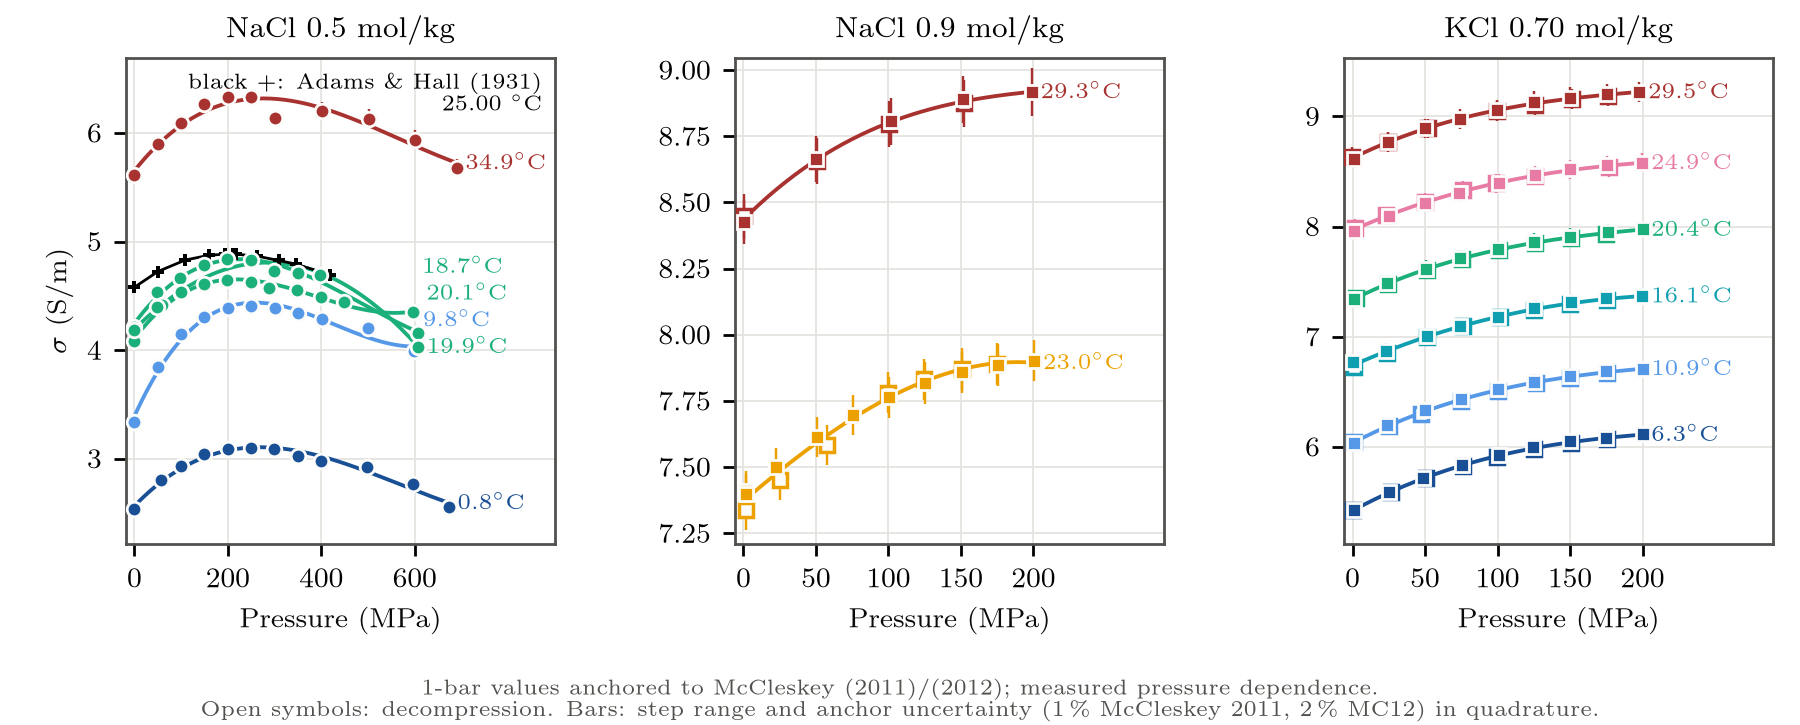 NaCl 0.5 mol/kg
black +: Adams & Hall (1931)
25.00 °C
34.9°C
18.7°C
20.1°C
9.8°C
19.9°C
0.8°C
6
5
4
3
σ (S/m)
0 200 400 600
Pressure (MPa)
NaCl 0.9 mol/kg
9.00
8.75
8.50
8.25
8.00
7.75
7.50
7.25
29.3°C
23.0°C
0 50 100 150 200
Pressure (MPa)
KCl 0.70 mol/kg
9
8
7
6
29.5°C
24.9°C
20.4°C
16.1°C
10.9°C
6.3°C
0 50 100 150 200
Pressure (MPa)
1-bar values anchored to McCleskey (2011)/(2012); measured pressure dependence.
Open symbols: decompression. Bars: step range and anchor uncertainty (1 % McCleskey 2011, 2 % MC12) in quadrature.